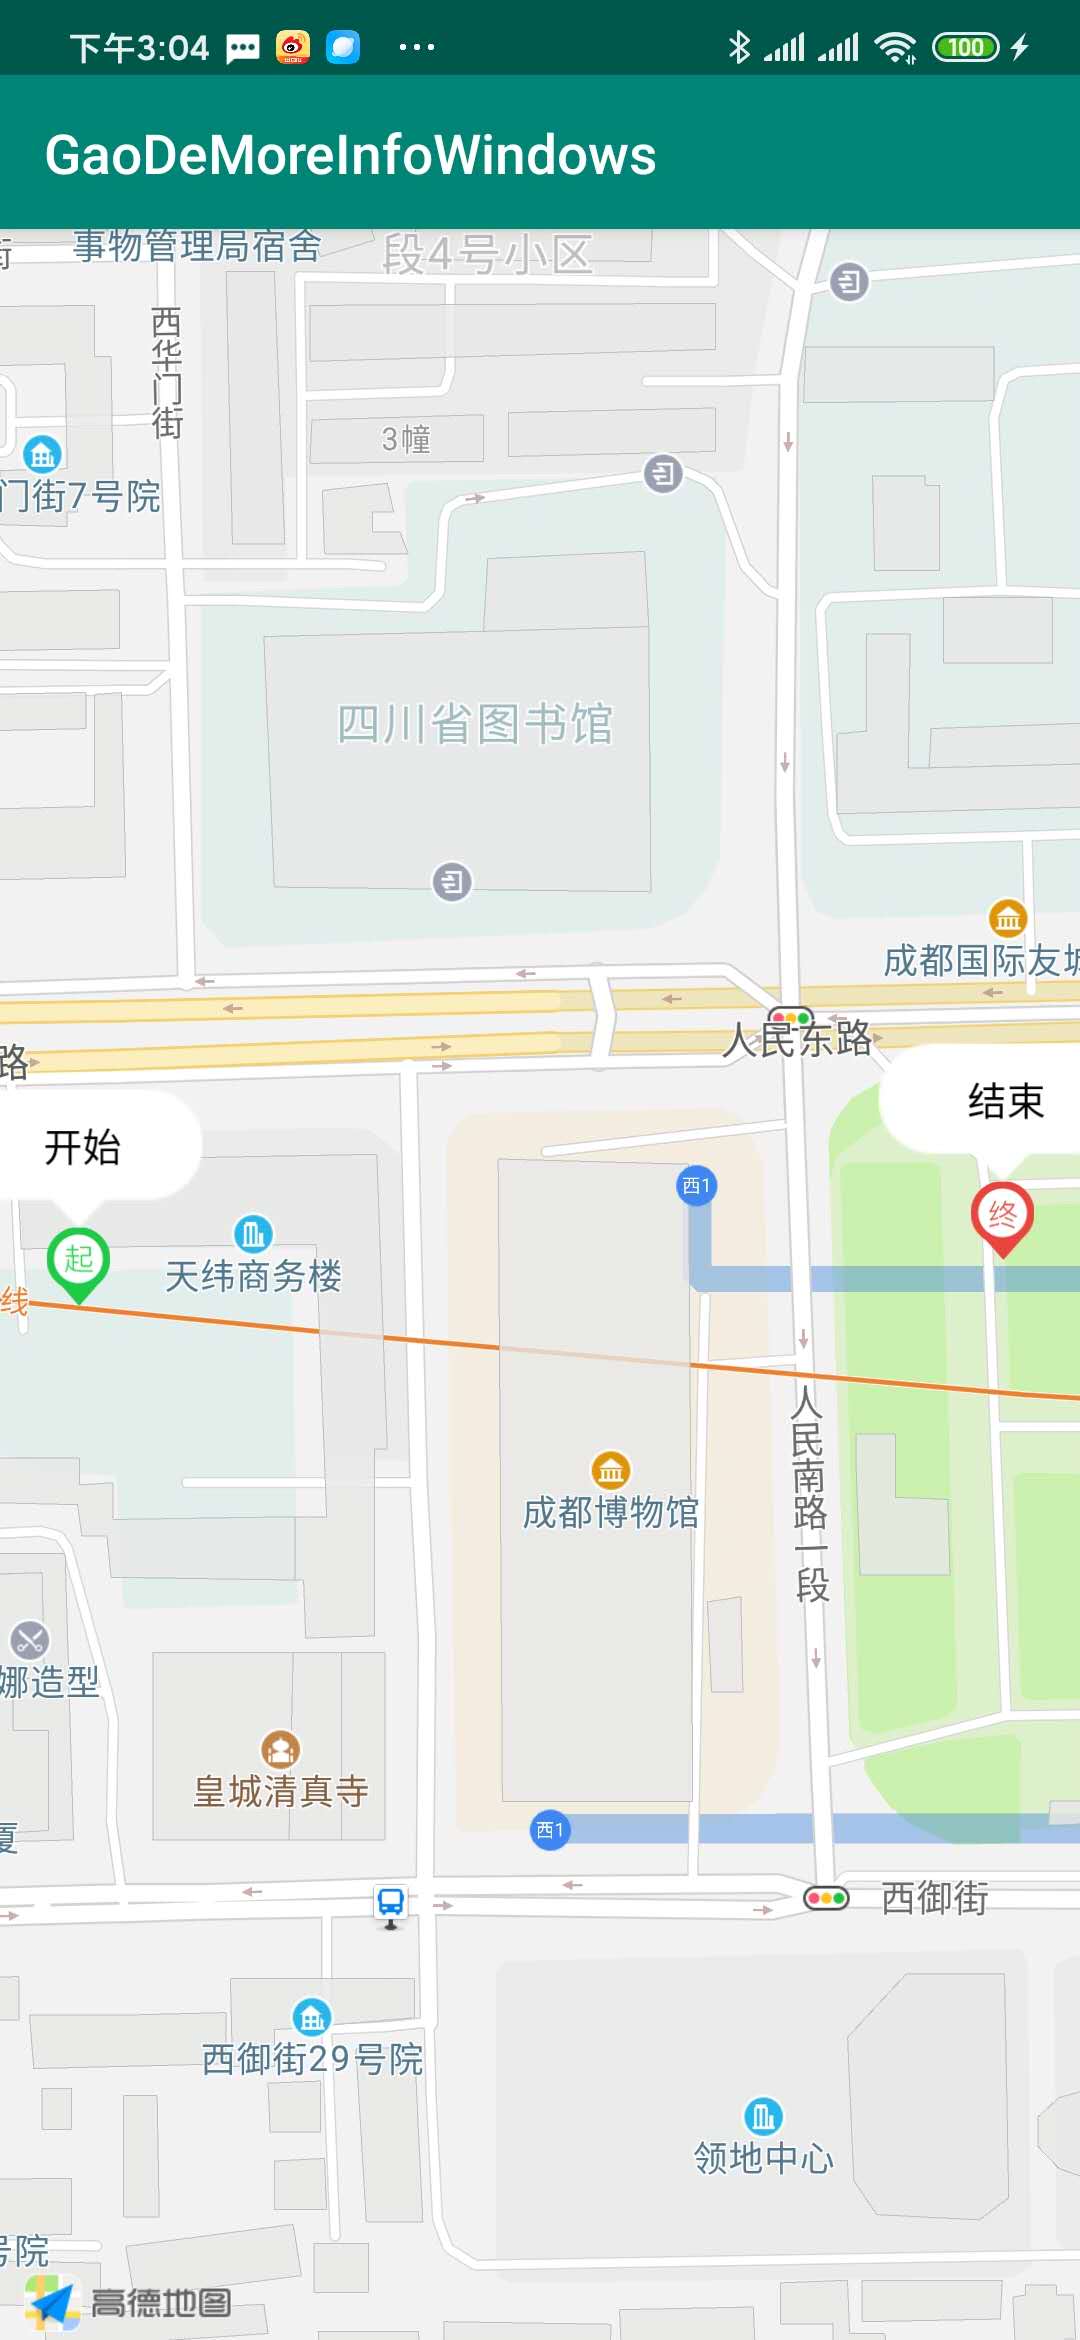 下午3:04
100
GaoDeMoreInfoWindows
街
事物管理局宿舍
段4号小区
西华门街
3幢
门街7号院
四川省图书馆
成都国际友城
人民东路
路
结束
开始
西1
终
起
天纬商务楼
线
人民南路一段
成都博物馆
娜造型
皇城清真寺
西1
厦
西御街
西御街29号院
领地中心
号院
高德地图